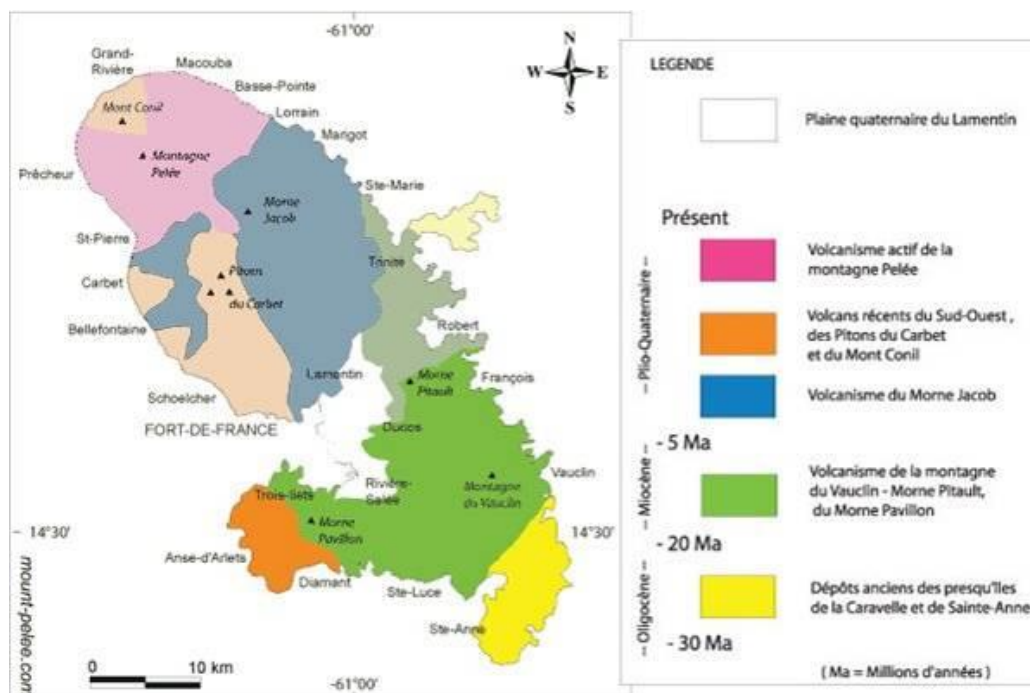 -61°00'
Grand-
Rivière
Macouba
Mont Conil
Basse-Pointe
Lorrain
Marigot
Montagne
Pelée
Prêcheur
Ste-Marie
Morne
Jacob
St-Pierre
Trinité
Carbet
Pitons
du Carbet
Bellefontaine
Robert
Lamentin
Morne
Pitault
François
Schoelcher
FORT-DE-FRANCE
Ducos
Vauclin
Rivière-
Salée
Montagne
du Vauclin
Trois-Ilets
Morne
Pavillon
14°30'
14°30'
Anse-d'Arlets
Diamant
Ste-Luce
Ste-Anne
mount-pelee.com
0 10 km
-61°00'
N
W E
S
LEGENDE
Plaine quaternaire du Lamentin
Présent
-- Plio-Quaternaire --
Volcanisme actif de la
montagne Pelée
Volcans récents du Sud-Ouest ,
des Pitons du Carbet
et du Mont Conil
Volcanisme du Morne Jacob
- 5 Ma
-- Miocène --
Volcanisme de la montagne
du Vauclin - Morne Pitault,
du Morne Pavillon
- 20 Ma
-- Oligocène --
Dépôts anciens des presqu'îles
de la Caravelle et de Sainte-Anne
- 30 Ma
( Ma = Millions d'années )